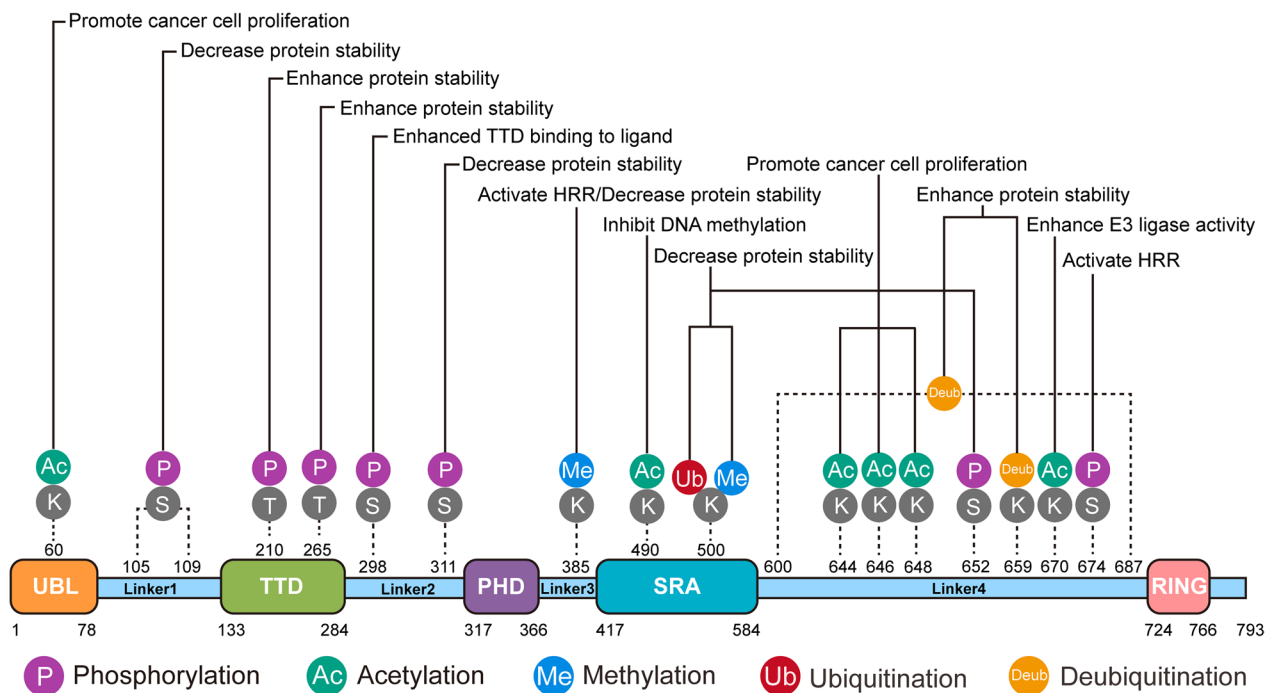 Promote cancer cell proliferation
Decrease protein stability
Enhance protein stability
Enhance protein stability
Enhanced TTD binding to ligand
Decrease protein stability
Promote cancer cell proliferation
Activate HRR/Decrease protein stability
Enhance protein stability
Inhibit DNA methylation
Enhance E3 ligase activity
Decrease protein stability
Activate HRR
Deub
Ac P P P P P Me Ac Ub Me Ac Ac Ac P Deub Ac P
K S T T S S K K K K K K S K K S
60 105 109 210 265 298 311 385 490 500 600 644 646 648 652 659 670 674 687
UBL Linker1 TTD Linker2 PHD Linker3 SRA Linker4 RING
1 78 133 284 317 366 417 584 724 766 793
P Phosphorylation Ac Acetylation Me Methylation Ub Ubiquitination Deub Deubiquitination